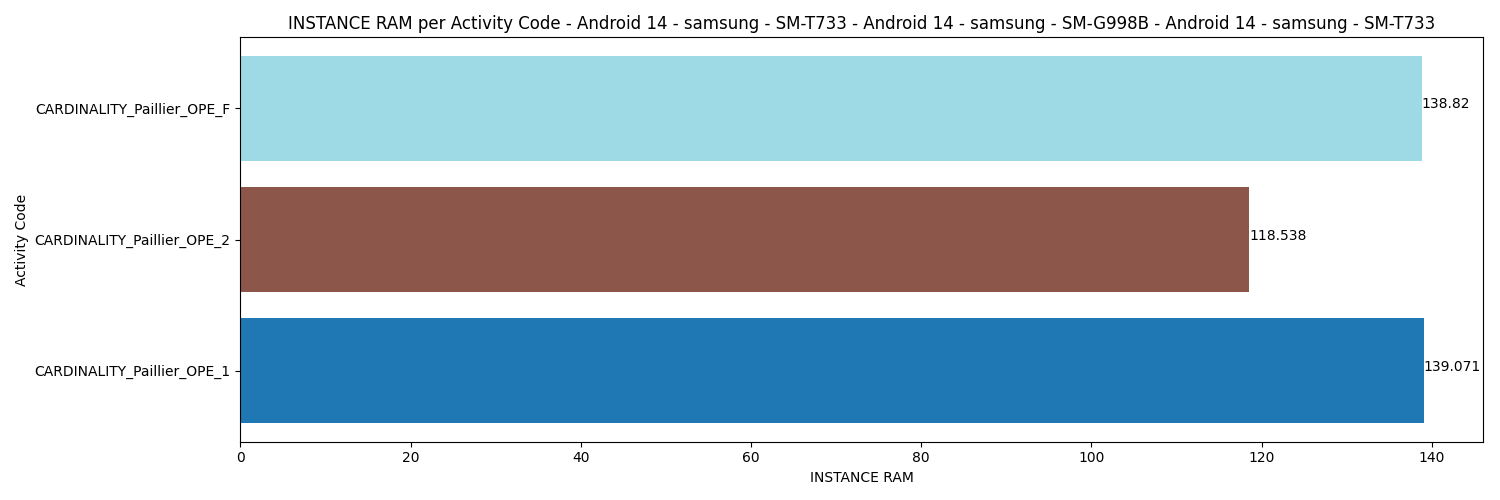 INSTANCE RAM per Activity Code - Android 14 - samsung - SM-T733 - Android 14 - samsung - SM-G998B - Android 14 - samsung - SM-T733
CARDINALITY_Paillier_OPE_F
138.82
CARDINALITY_Paillier_OPE_2
118.538
CARDINALITY_Paillier_OPE_1
139.071
Activity Code
0 20 40 60 80 100 120 140
INSTANCE RAM